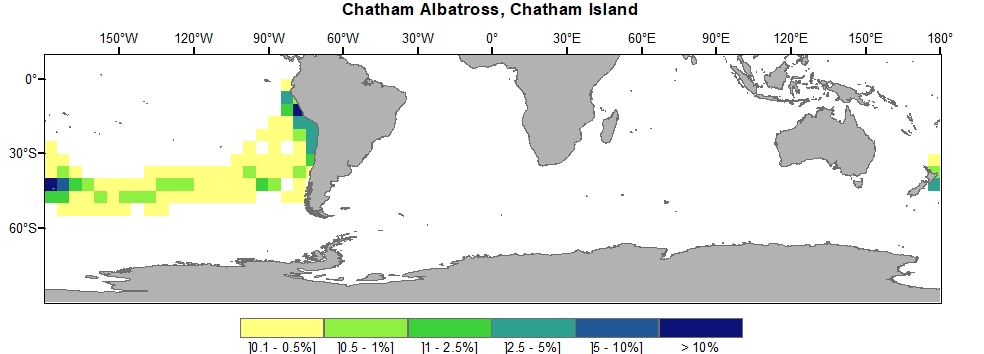 Chatham Albatross, Chatham Island
150°W 120°W 90°W 60°W 30°W 0° 30°E 60°E 90°E 120°E 150°E 180°
0°
30°S
60°S
]0.1 - 0.5%] ]0.5 - 1%] ]1 - 2.5%] ]2.5 - 5%] ]5 - 10%] > 10%